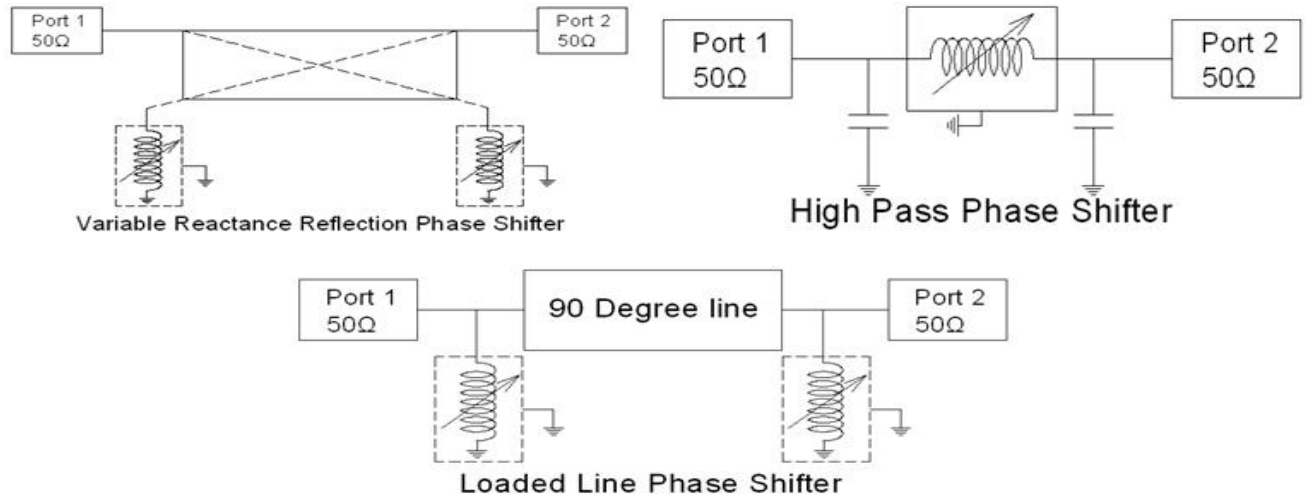 Port 1
50Ω
Port 2
50Ω
Variable Reactance Reflection Phase Shifter
Port 1
50Ω
Port 2
50Ω
High Pass Phase Shifter
Port 1
50Ω
90 Degree line
Port 2
50Ω
Loaded Line Phase Shifter